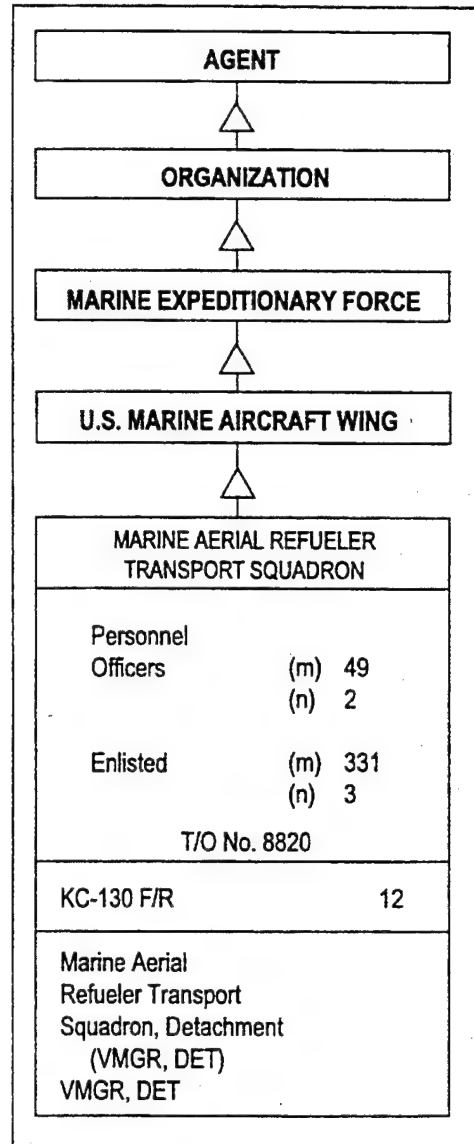 AGENT
ORGANIZATION
MARINE EXPEDITIONARY FORCE
U.S. MARINE AIRCRAFT WING
MARINE AERIAL REFUELER
TRANSPORT SQUADRON
Personnel
Officers (m) 49
(n) 2
Enlisted (m) 331
(n) 3
T/O No. 8820
KC-130 F/R 12
Marine Aerial
Refueler Transport
Squadron, Detachment
(VMGR, DET)
VMGR, DET